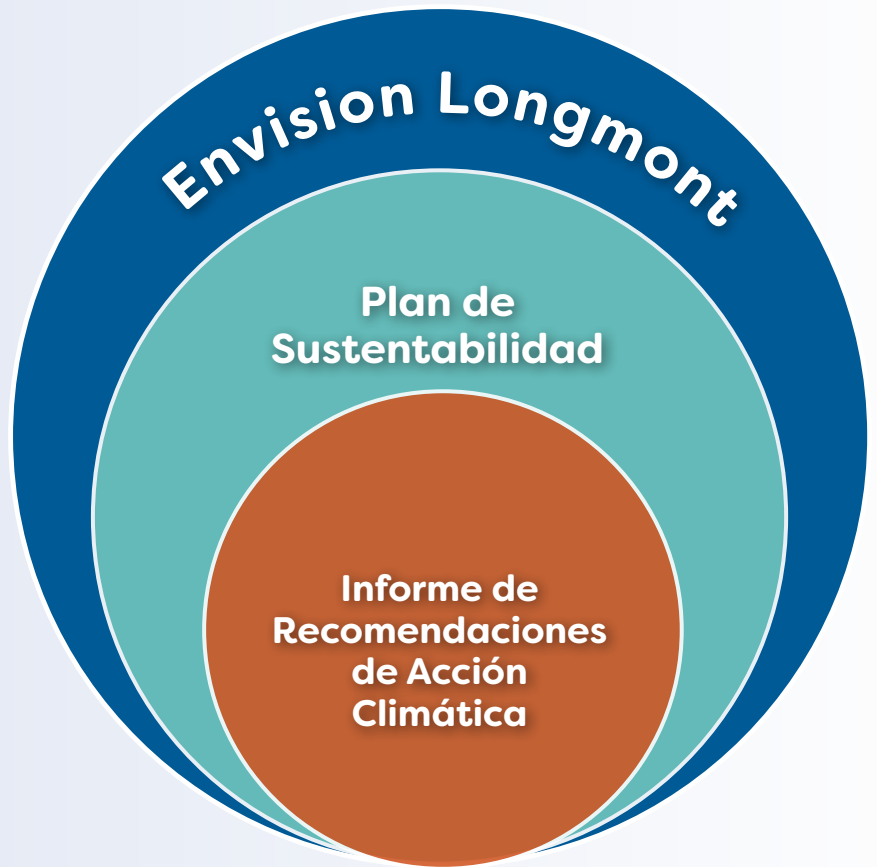 Envision Longmont
Plan de
Sustentabilidad
Informe de
Recomendaciones
de Acción
Climática